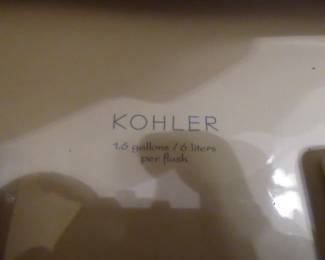 KOHLER
1.6 gallons / 6 liters
per flush